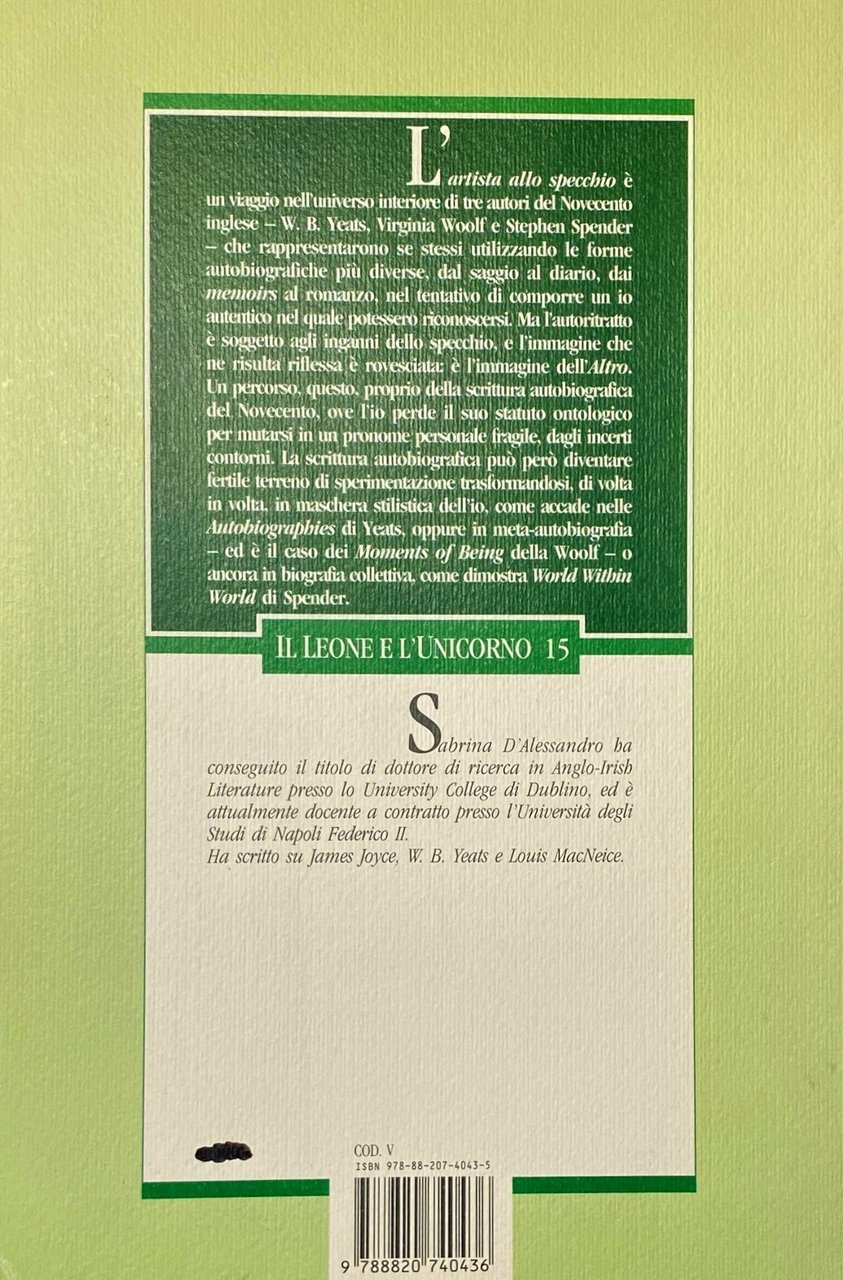 L'artista allo specchio è
un viaggio nell'universo interiore di tre autori del Novecento
inglese – W. B. Yeats, Virginia Woolf e Stephen Spender
– che rappresentarono se stessi utilizzando le forme
autobiografiche più diverse, dal saggio al diario, dai
memoirs al romanzo, nel tentativo di comporre un io
autentico nel quale potessero riconoscersi. Ma l'autoritratto
è soggetto agli inganni dello specchio, e l'immagine che
ne risulta riflessa è rovesciata: è l'immagine dell'Altro.
Un percorso, questo, proprio della scrittura autobiografica
del Novecento, ove l'io perde il suo statuto ontologico
per mutarsi in un pronome personale fragile, dagli incerti
contorni. La scrittura autobiografica può però diventare
fertile terreno di sperimentazione trasformandosi, di volta
in volta, in maschera stilistica dell'io, come accade nelle
Autobiographies di Yeats, oppure in meta-autobiografia
– ed è il caso dei Moments of Being della Woolf – o
ancora in biografia collettiva, come dimostra World Within
World di Spender.
IL LEONE E L'UNICORNO 15
Sabrina D'Alessandro ha
conseguito il titolo di dottore di ricerca in Anglo-Irish
Literature presso lo University College di Dublino, ed è
attualmente docente a contratto presso l'Università degli
Studi di Napoli Federico II.
Ha scritto su James Joyce, W. B. Yeats e Louis MacNeice.
COD. V
ISBN 978-88-207-4043-5
9 788820 740436